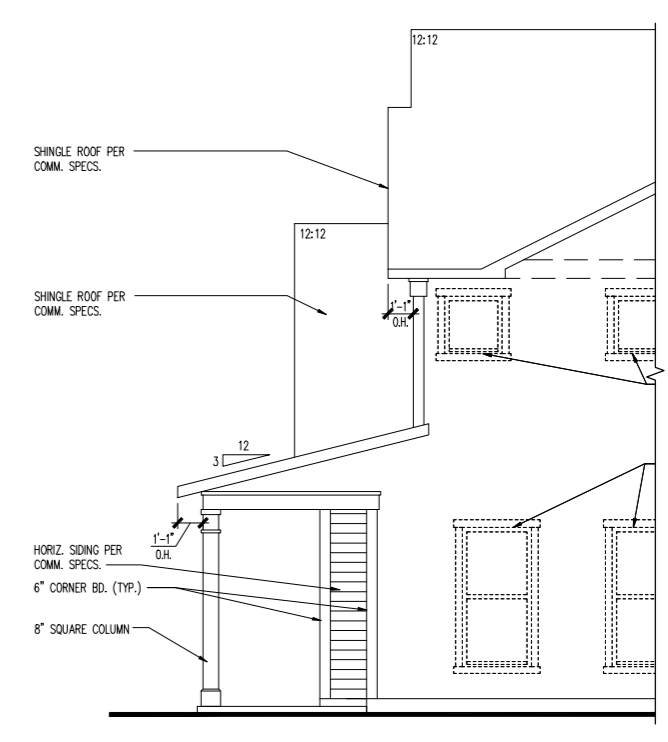 12:12
SHINGLE ROOF PER
COMM. SPECS.
12:12
SHINGLE ROOF PER
COMM. SPECS.
1'-1"
O.H.
12
3
1'-1"
O.H.
HORIZ. SIDING PER
COMM. SPECS.
6" CORNER BD. (TYP.)
8" SQUARE COLUMN